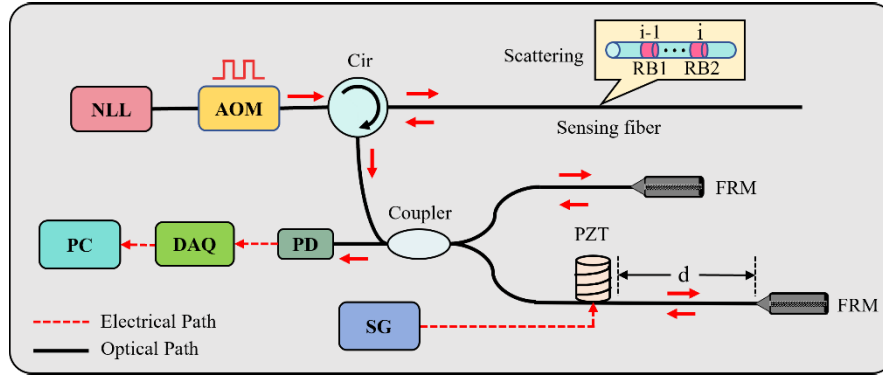 Scattering
i-1 i
RB1 RB2
Cir
NLL
AOM
Sensing fiber
FRM
Coupler
PZT
PC
DAQ
PD
d
SG
FRM
Electrical Path
Optical Path